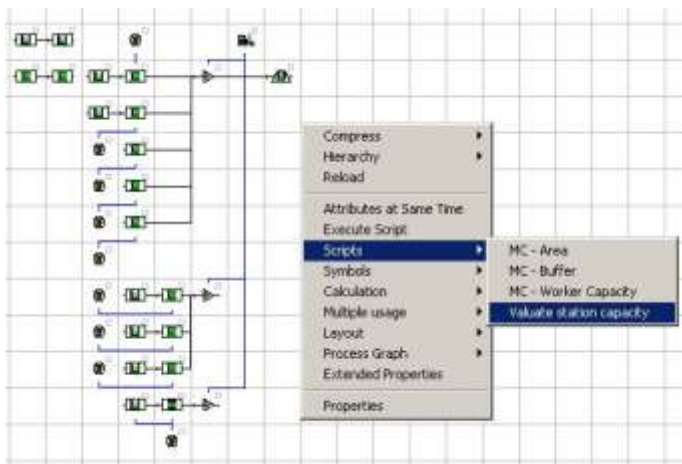 Compress
Hierarchy
Reload
Attributes at Same Time
Execute Script
Scripts
Symbols
Calculation
Multiple usage
Layout
Process Graph
Extended Properties
Properties
MC - Area
MC - Buffer
MC - Worker Capacity
Valuate station capacity